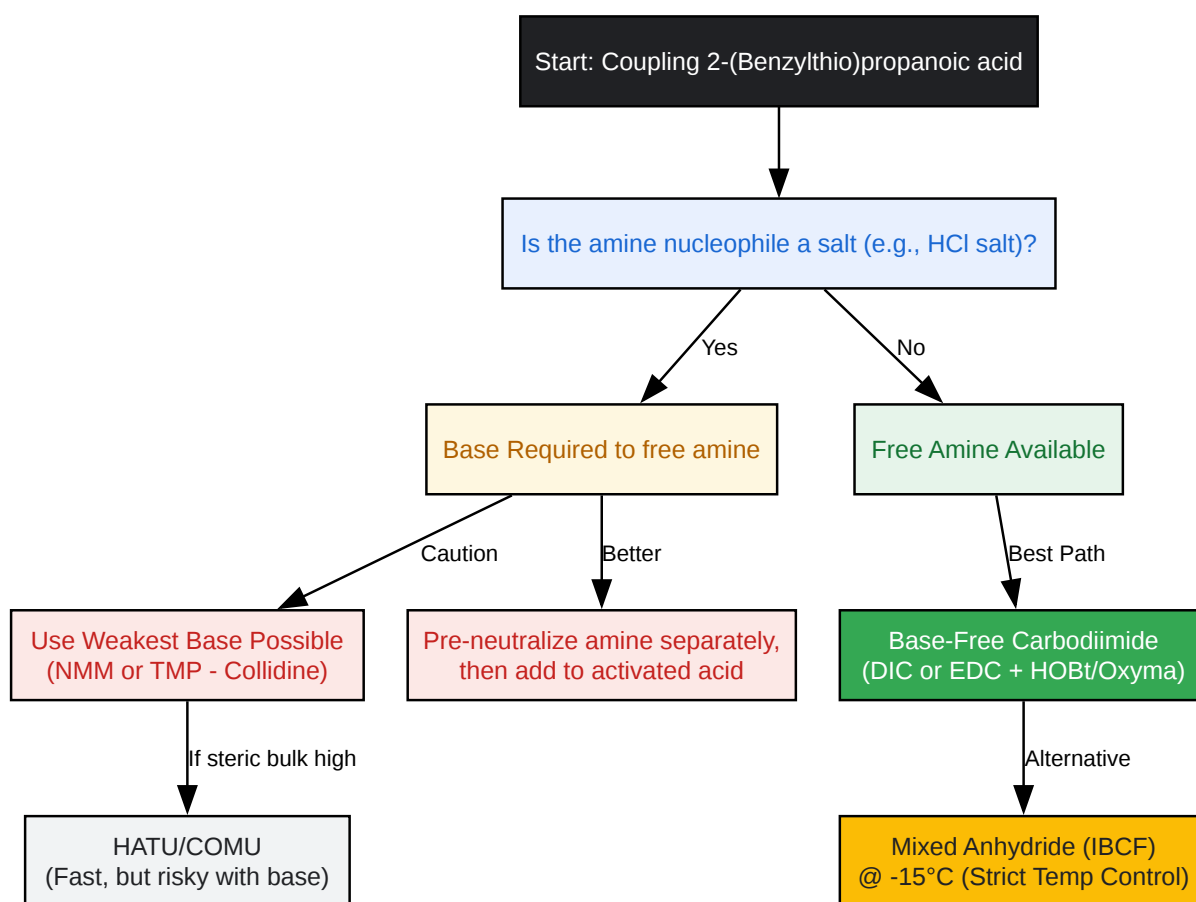 Start: Coupling 2-(Benzylthio)propanoic acid
Is the amine nucleophile a salt (e.g., HCl salt)?
Yes
No
Base Required to free amine
Free Amine Available
Caution
Better
Best Path
Use Weakest Base Possible
(NMM or TMP - Collidine)
Pre-neutralize amine separately,
then add to activated acid
Base-Free Carbodiimide
(DIC or EDC + HOBt/Oxyma)
If steric bulk high
Alternative
HATU/COMU
(Fast, but risky with base)
Mixed Anhydride (IBCF)
@ -15°C (Strict Temp Control)